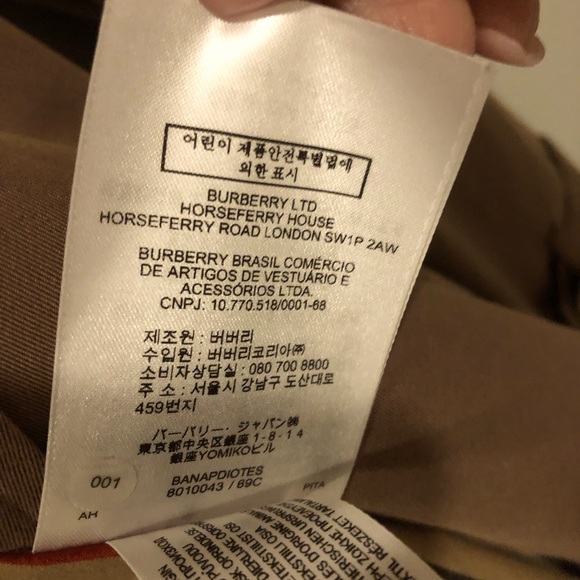 어린이 제품안전특별법에
의한 표시
BURBERRY LTD
HORSEFERRY HOUSE
HORSEFERRY ROAD LONDON SW1P 2AW
BURBERRY BRASIL COMÉRCIO
DE ARTIGOS DE VESTUÁRIO E
ACESSÓRIOS LTDA.
CNPJ: 10.770.518/0001-68
제조원 : 버버리
수입원 : 버버리코리아㈜
소비자상담실 : 080 700 8800
주 소 : 서울시 강남구 도산대로
459번지
バーバリー・ジャパン㈱
東京都中央区銀座1-8-14
銀座YOMIKOビル
BANAPDIOTES
8010043 / 69C
001
PITA
AH